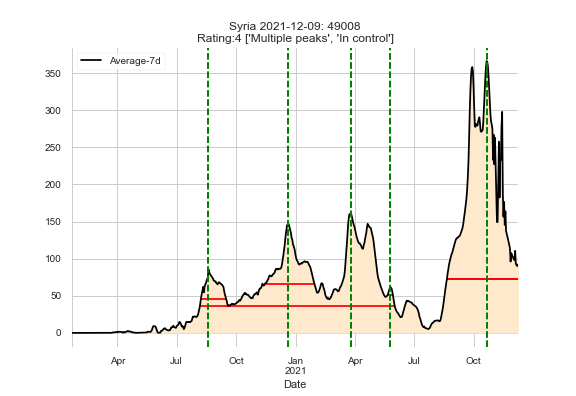 Syria 2021-12-09: 49008
Rating:4 ['Multiple peaks', 'In control']
Average-7d
350
300
250
200
150
100
50
0
Apr
Jul
Oct
Jan
2021
Apr
Jul
Oct
Date